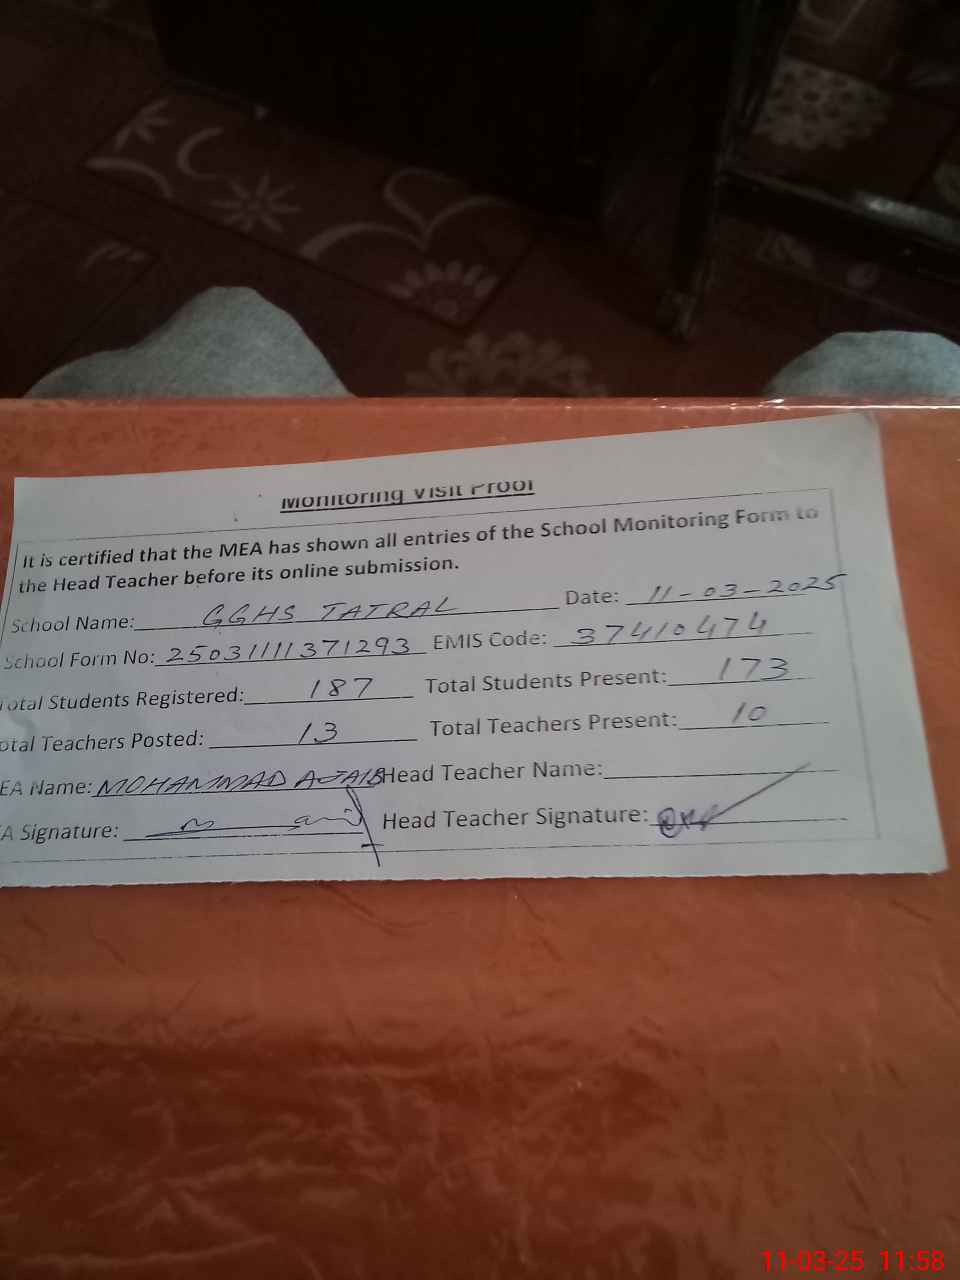 Monitoring Visit Proof
It is certified that the MEA has shown all entries of the School Monitoring Form to
the Head Teacher before its online submission.
School Name: GGHS TATRAL Date: 11-03-2025
School Form No: 25031111371293 EMIS Code: 37410474
Total Students Registered: 187 Total Students Present: 173
otal Teachers Posted: 13 Total Teachers Present: 10
EA Name: MOHAMMAD AJAIB Head Teacher Name:
A Signature: Head Teacher Signature:
11-03-25 11:58